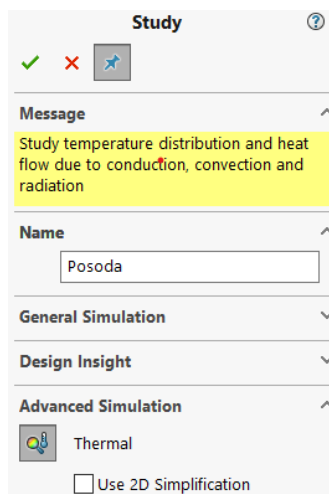 Study
Message
Study temperature distribution and heat
flow due to conduction, convection and
radiation
Name
Posoda
General Simulation
Design Insight
Advanced Simulation
Thermal
Use 2D Simplification